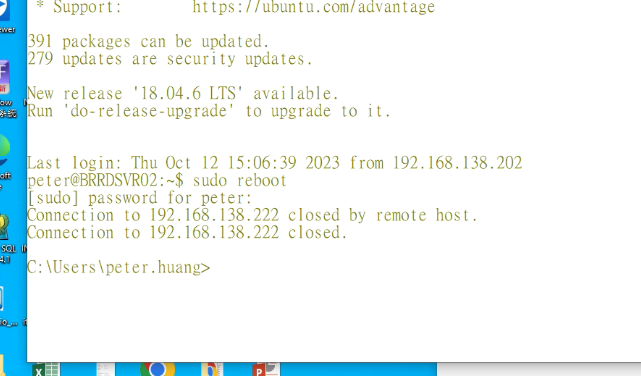 * Support:        https://ubuntu.com/advantage
391 packages can be updated.
279 updates are security updates.
New release '18.04.6 LTS' available.
Run 'do-release-upgrade' to upgrade to it.
Last login: Thu Oct 12 15:06:39 2023 from 192.168.138.202
peter@BRRDSVR02:~$ sudo reboot
[sudo] password for peter:
Connection to 192.168.138.222 closed by remote host.
Connection to 192.168.138.222 closed.
C:\Users\peter.huang>